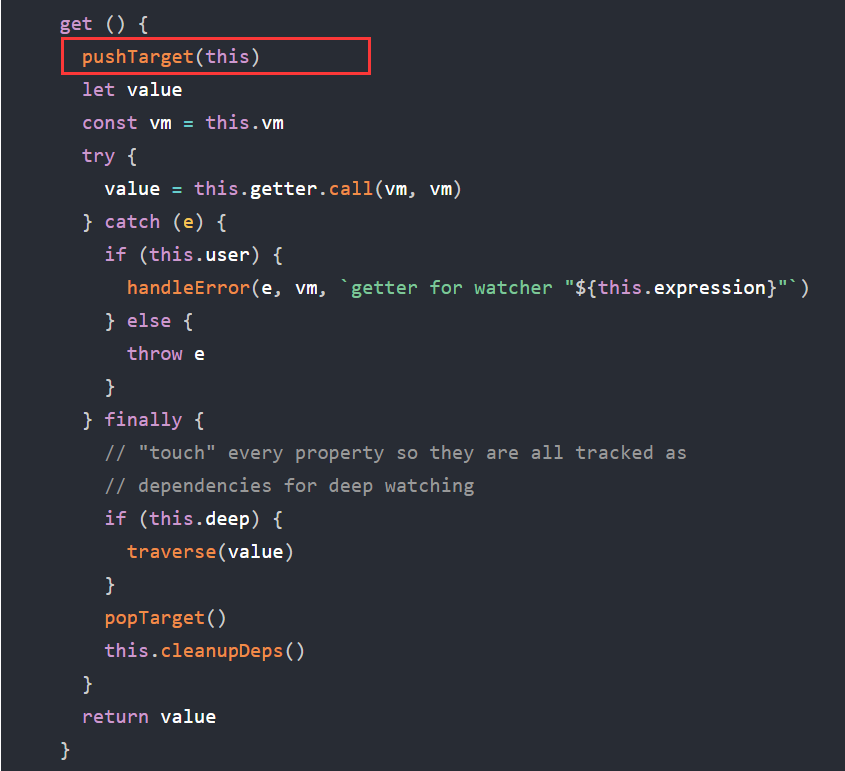 get () {
pushTarget(this)
let value
const vm = this.vm
try {
value = this.getter.call(vm, vm)
} catch (e) {
if (this.user) {
handleError(e, vm, `getter for watcher "${this.expression}"`)
} else {
throw e
}
} finally {
// "touch" every property so they are all tracked as
// dependencies for deep watching
if (this.deep) {
traverse(value)
}
popTarget()
this.cleanupDeps()
}
return value
}